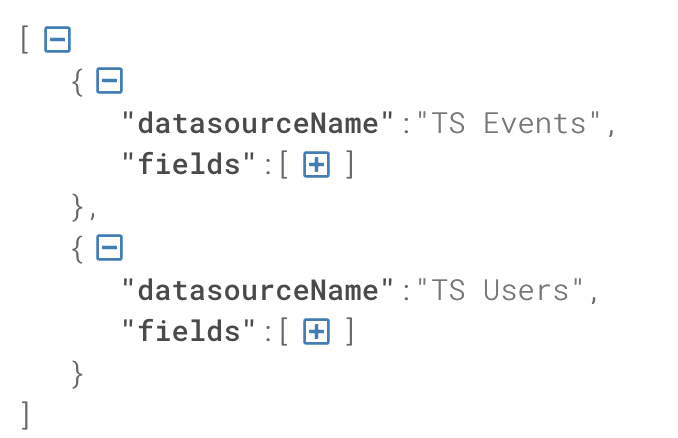 [
{
"datasourceName":"TS Events",
"fields":[ ]
},
{
"datasourceName":"TS Users",
"fields":[ ]
}
]